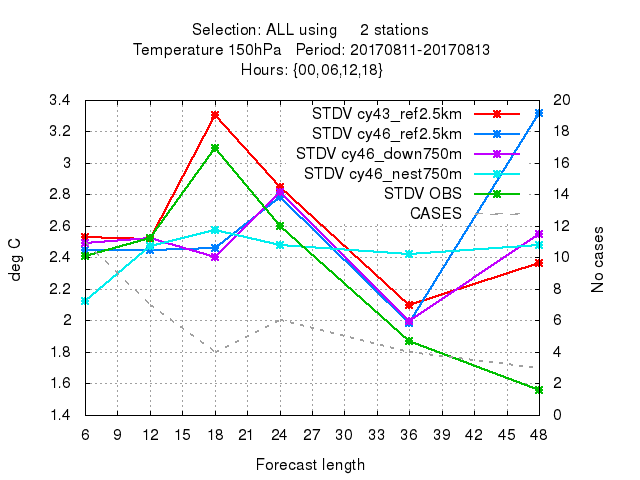 Selection: ALL using 2 stations
Temperature 150hPa Period: 20170811-20170813
Hours: {00,06,12,18}
STDV cy43_ref2.5km
STDV cy46_ref2.5km
STDV cy46_down750m
STDV cy46_nest750m
STDV OBS
CASES
3.4
3.2
3
2.8
2.6
2.4
2.2
2
1.8
1.6
1.4
deg C
20
18
16
14
12
10
8
6
4
2
0
No cases
6 9 12 15 18 21 24 27 30 33 36 39 42 45 48
Forecast length